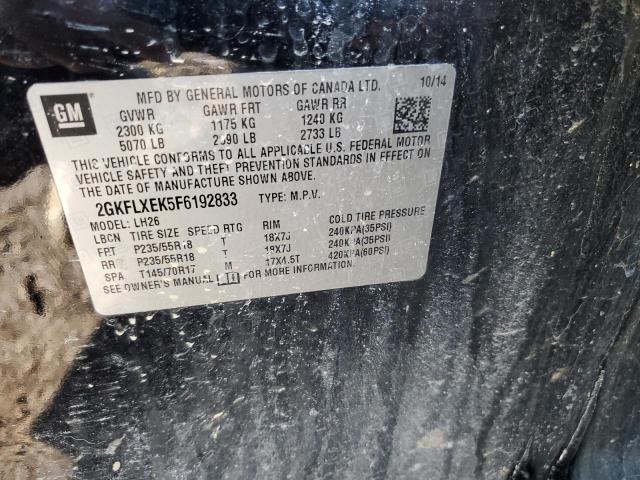 MFD BY GENERAL MOTORS OF CANADA LTD. 10/14
GM
GVWR GAWR FRT GAWR RR
2300 KG 1175 KG 1240 KG
5070 LB 2590 LB 2733 LB
THIS VEHICLE CONFORMS TO ALL APPLICABLE U.S. FEDERAL MOTOR
VEHICLE SAFETY AND THEFT PREVENTION STANDARDS IN EFFECT ON
THE DATE OF MANUFACTURE SHOWN ABOVE.
2GKFLXEK5F6192833 TYPE: M.P.V.
MODEL: LH26
LBCN TIRE SIZE SPEED RTG RIM COLD TIRE PRESSURE
FPT P235/55R18 T 18X7J 240KPA(35PSI)
RR P235/55R18 T 18X7J 240KPA(35PSI)
SPA T145/70R17 M 17X4.5T 420KPA(60PSI)
SEE OWNER'S MANUAL FOR MORE INFORMATION.